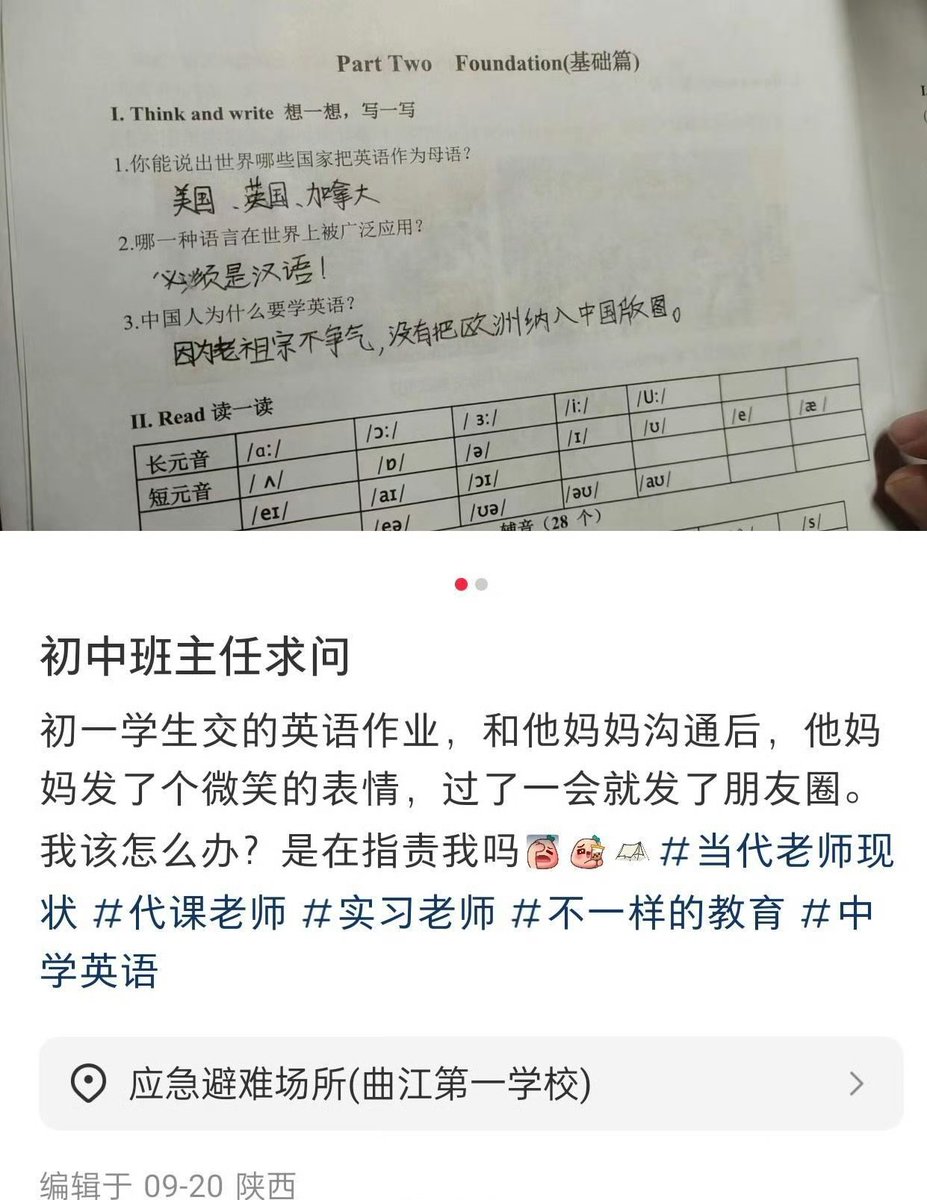 Part Two Foundation(基础篇)
I. Think and write 想一想，写一写
1.你能说出世界哪些国家把英语作为母语？
美国、英国、加拿大
2.哪一种语言在世界上被广泛应用？
必须是汉语！
3.中国人为什么要学英语？
因为老祖宗不争气，没有把欧洲纳入中国版图。
II. Read 读一读
长元音 /ɑː/ /ɔː/ /ɜː/ /iː/ /uː/
短元音 /ʌ/ /ɒ/ /ə/ /ɪ/ /ʊ/ /e/ /æ/
/eɪ/ /aɪ/ /ɔɪ/ /əʊ/ /aʊ/
/eə/ /ʊə/
辅音（28 个）
/s/
初中班主任求问
初一学生交的英语作业，和他妈妈沟通后，他妈
妈发了个微笑的表情，过了一会就发了朋友圈。
我该怎么办？是在指责我吗 #当代老师现
状 #代课老师 #实习老师 #不一样的教育 #中
学英语
应急避难场所(曲江第一学校)
编辑于 09-20 陕西